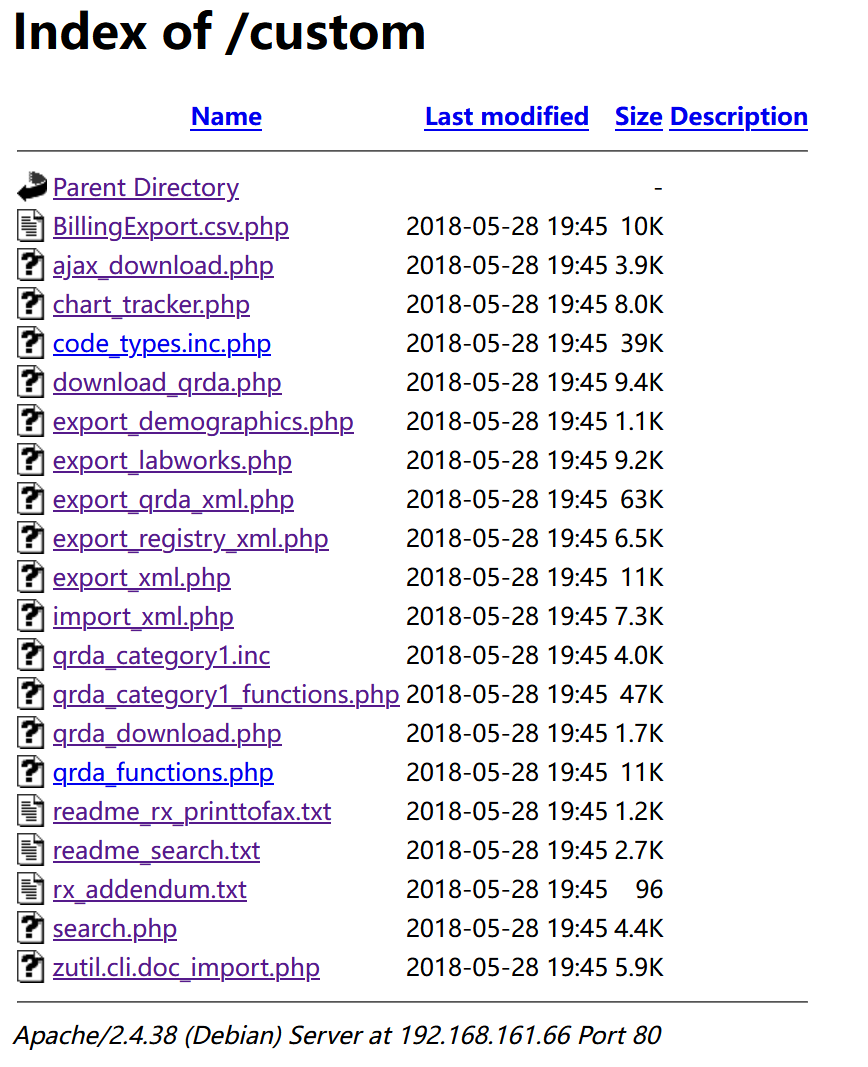 Index of /custom
Name Last modified Size Description
Parent Directory -
BillingExport.csv.php 2018-05-28 19:45 10K
ajax_download.php 2018-05-28 19:45 3.9K
chart_tracker.php 2018-05-28 19:45 8.0K
code_types.inc.php 2018-05-28 19:45 39K
download_qrda.php 2018-05-28 19:45 9.4K
export_demographics.php 2018-05-28 19:45 1.1K
export_labworks.php 2018-05-28 19:45 9.2K
export_qrda_xml.php 2018-05-28 19:45 63K
export_registry_xml.php 2018-05-28 19:45 6.5K
export_xml.php 2018-05-28 19:45 11K
import_xml.php 2018-05-28 19:45 7.3K
qrda_category1.inc 2018-05-28 19:45 4.0K
qrda_category1_functions.php 2018-05-28 19:45 47K
qrda_download.php 2018-05-28 19:45 1.7K
qrda_functions.php 2018-05-28 19:45 11K
readme_rx_printtofax.txt 2018-05-28 19:45 1.2K
readme_search.txt 2018-05-28 19:45 2.7K
rx_addendum.txt 2018-05-28 19:45 96
search.php 2018-05-28 19:45 4.4K
zutil.cli.doc_import.php 2018-05-28 19:45 5.9K
Apache/2.4.38 (Debian) Server at 192.168.161.66 Port 80